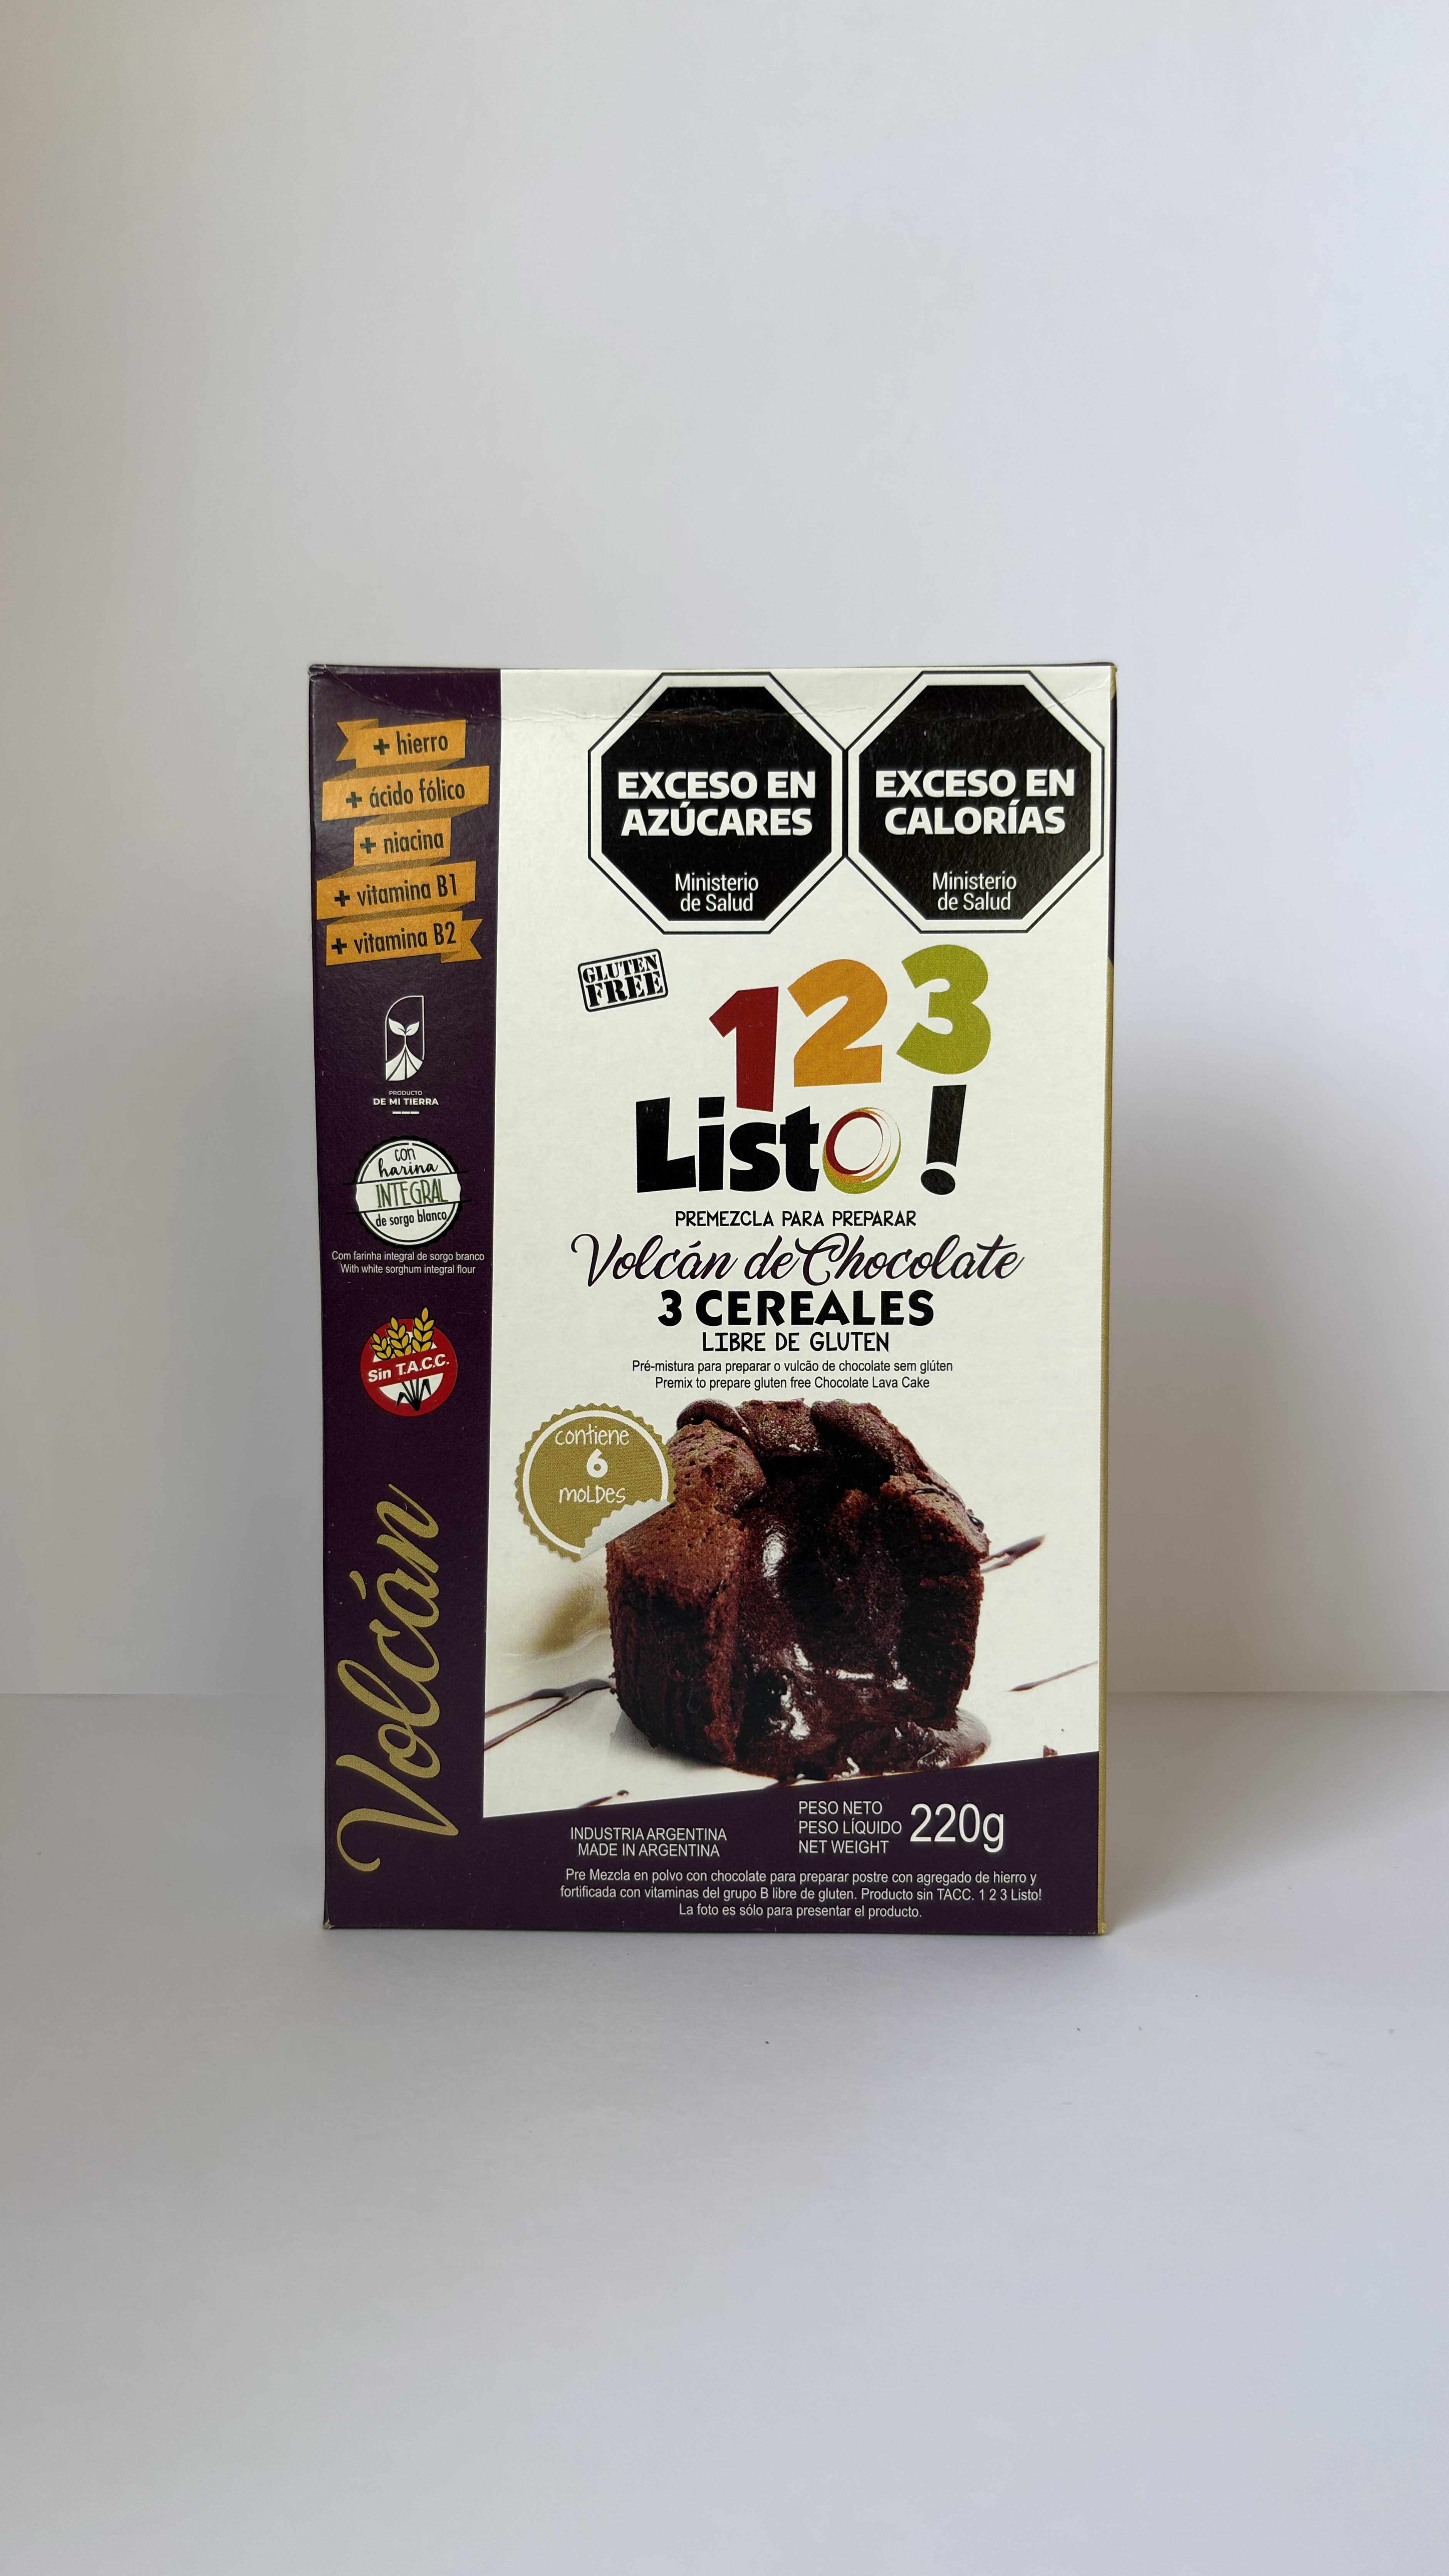 + hierro
+ ácido fólico
+ niacina
+ vitamina B1
+ vitamina B2
PRODUCTO
DE MI TIERRA
con
harina
INTEGRAL
de sorgo blanco
Com farinha integral de sorgo branco
With white sorghum integral flour
Sin T.A.C.C.
Volcán
EXCESO EN
AZÚCARES
Ministerio
de Salud
EXCESO EN
CALORÍAS
Ministerio
de Salud
GLUTEN
FREE
123
Listo!
PREMEZCLA PARA PREPARAR
Volcán de Chocolate
3 CEREALES
LIBRE DE GLUTEN
Pré-mistura para preparar o vulcão de chocolate sem glúten
Premix to prepare gluten free Chocolate Lava Cake
contiene
6
moldes
INDUSTRIA ARGENTINA
MADE IN ARGENTINA
PESO NETO
PESO LÍQUIDO
NET WEIGHT
220g
Pre Mezcla en polvo con chocolate para preparar postre con agregado de hierro y
fortificada con vitaminas del grupo B libre de gluten. Producto sin TACC. 1 2 3 Listo!
La foto es sólo para presentar el producto.